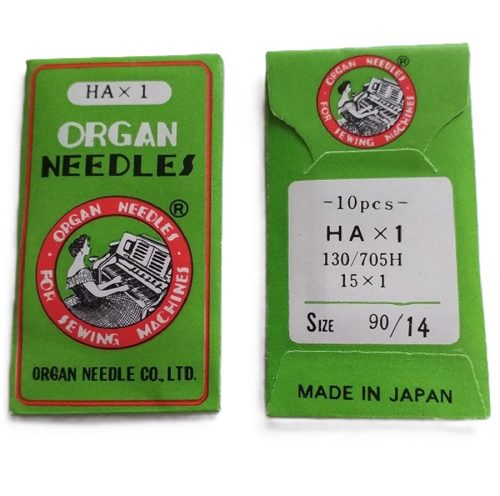 HA × 1
ORGAN
NEEDLES
ORGAN NEEDLES ®
FOR SEWING MACHINES
ORGAN NEEDLE CO., LTD.
ORGAN NEEDLES ®
FOR SEWING MACHINES
-10pcs-
HA × 1
130/705H
15 × 1
SIZE 90/14
MADE IN JAPAN